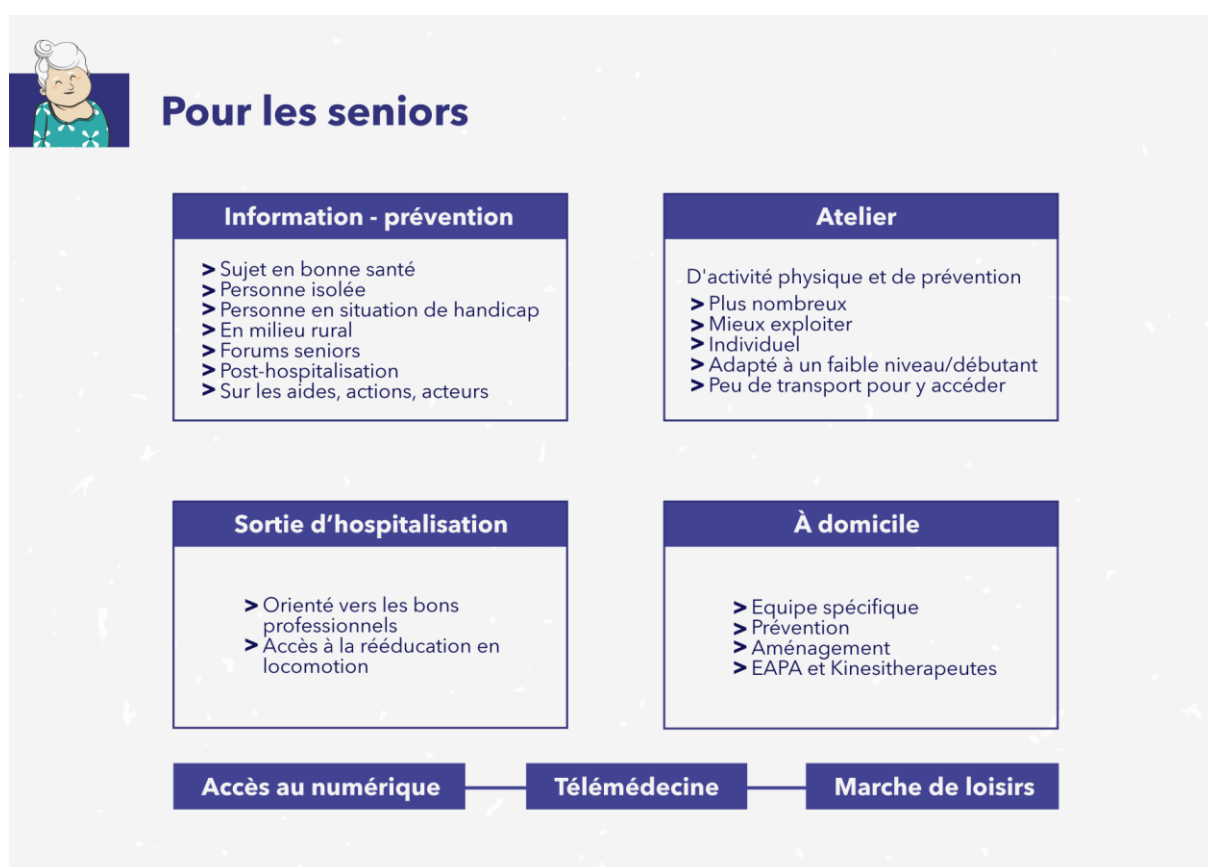 Pour les seniors
Information - prévention
> Sujet en bonne santé
> Personne isolée
> Personne en situation de handicap
> En milieu rural
> Forums seniors
> Post-hospitalisation
> Sur les aides, actions, acteurs
Atelier
D'activité physique et de prévention
> Plus nombreux
> Mieux exploiter
> Individuel
> Adapté à un faible niveau/débutant
> Peu de transport pour y accéder
Sortie d’hospitalisation
> Orienté vers les bons
professionnels
> Accès à la rééducation en
locomotion
À domicile
> Equipe spécifique
> Prévention
> Aménagement
> EAPA et Kinesitherapeutes
Accès au numérique
Télémédecine
Marche de loisirs